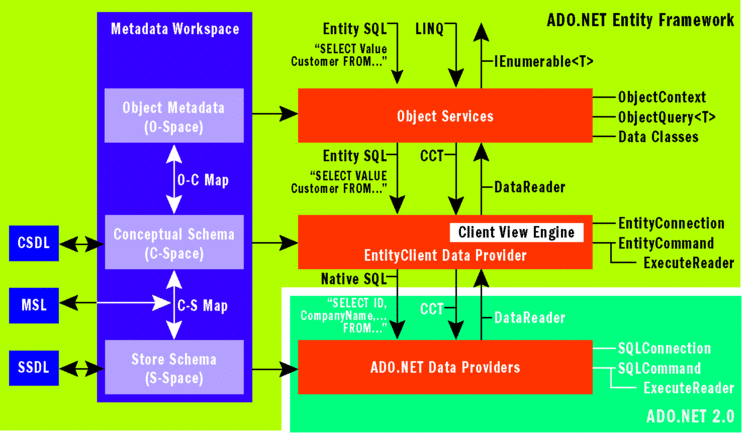 ADO.NET Entity Framework
Metadata Workspace
Entity SQL
“SELECT Value
Customer FROM...”
LINQ
IEnumerable<T>
Object Metadata
(O-Space)
Object Services
ObjectContext
ObjectQuery<T>
Data Classes
O-C Map
Entity SQL
“SELECT VALUE
Customer FROM...”
CCT
DataReader
CSDL
Conceptual Schema
(C-Space)
Client View Engine
EntityClient Data Provider
EntityConnection
EntityCommand
ExecuteReader
MSL
C-S Map
Native SQL
“SELECT ID,
CompanyName,...
FROM...”
CCT
DataReader
SSDL
Store Schema
(S-Space)
ADO.NET Data Providers
SQLConnection
SQLCommand
ExecuteReader
ADO.NET 2.0